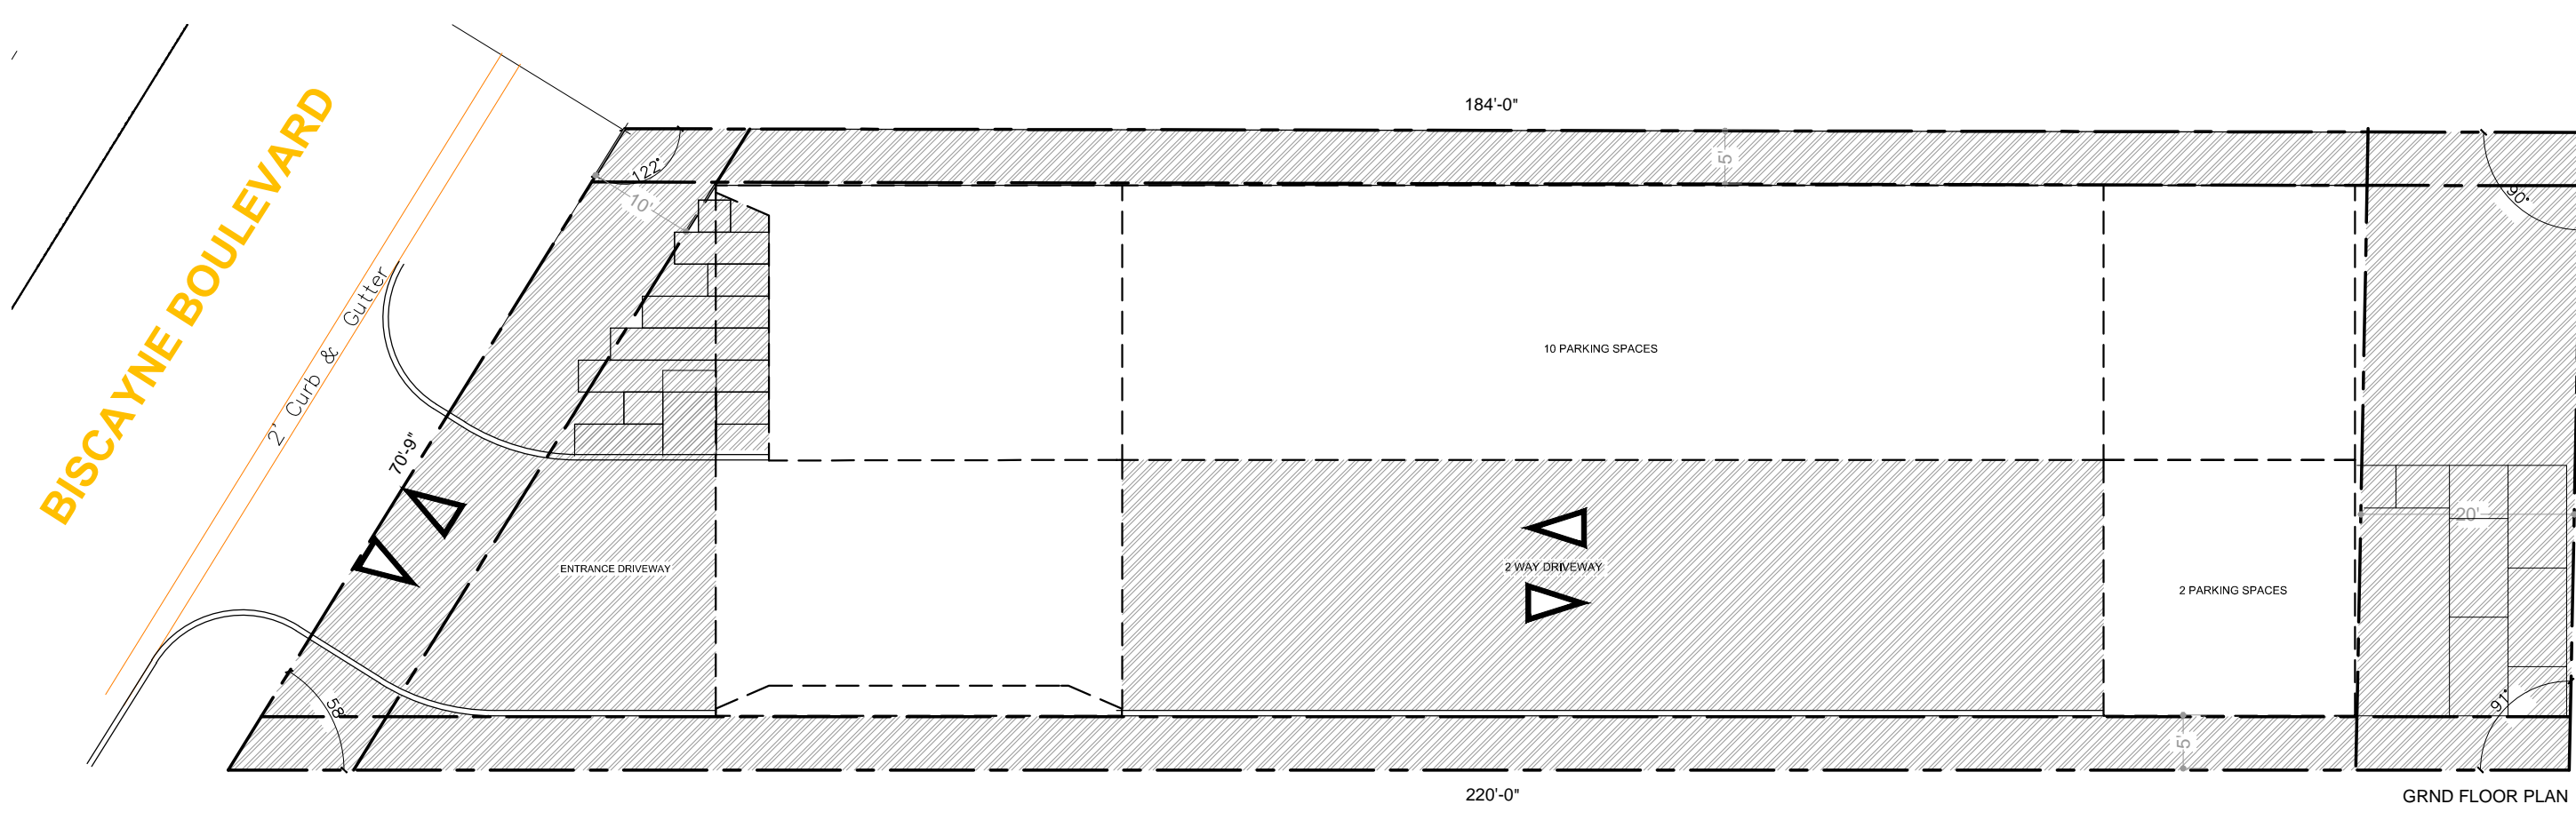 184'-0"
BISCAYNE BOULEVARD
122°
5'
90°
10'
2' Curb & Gutter
10 PARKING SPACES
70'-9"
20'
ENTRANCE DRIVEWAY
2 WAY DRIVEWAY
2 PARKING SPACES
58
91°
5'
220'-0"
GRND FLOOR PLAN